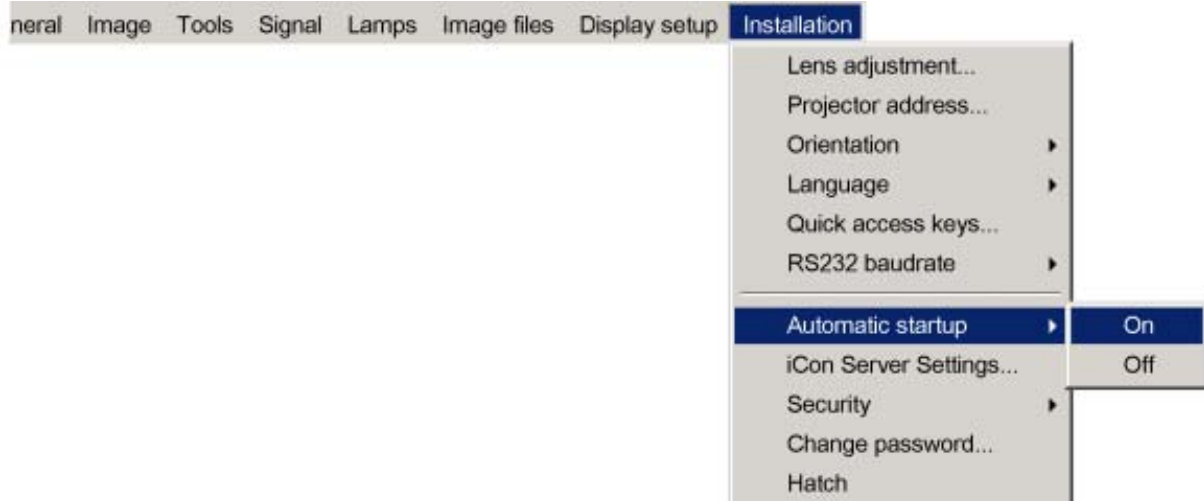 neral Image Tools Signal Lamps Image files Display setup Installation
Lens adjustment...
Projector address...
Orientation
Language
Quick access keys...
RS232 baudrate
Automatic startup On
iCon Server Settings... Off
Security
Change password...
Hatch